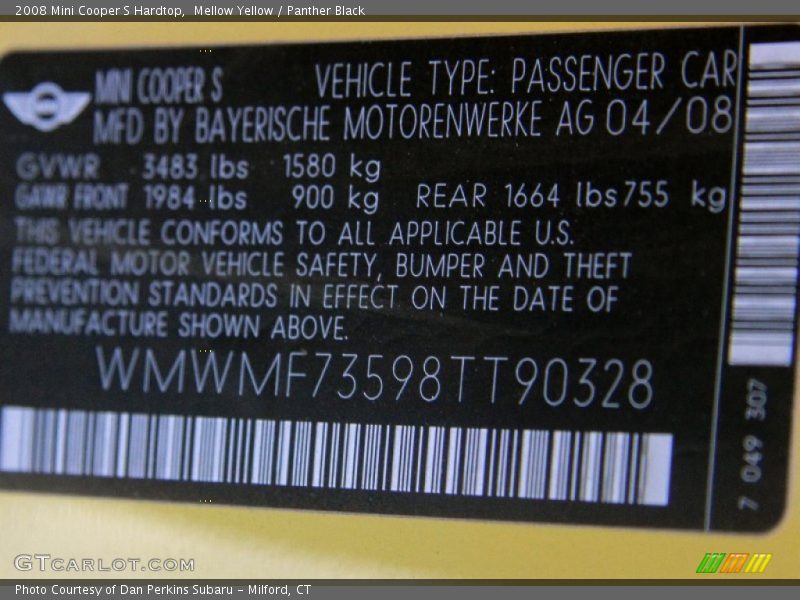 2008 Mini Cooper S Hardtop, Mellow Yellow / Panther Black
MINI COOPER S VEHICLE TYPE: PASSENGER CAR
MFD BY BAYERISCHE MOTORENWERKE AG 04/08
GVWR 3483 lbs 1580 kg
GAWR FRONT 1984 lbs 900 kg REAR 1664 lbs 755 kg
THIS VEHICLE CONFORMS TO ALL APPLICABLE U.S.
FEDERAL MOTOR VEHICLE SAFETY, BUMPER AND THEFT
PREVENTION STANDARDS IN EFFECT ON THE DATE OF
MANUFACTURE SHOWN ABOVE.
WMWMF73598TT90328
7 049 307
GTCARLOT.COM
Photo Courtesy of Dan Perkins Subaru - Milford, CT